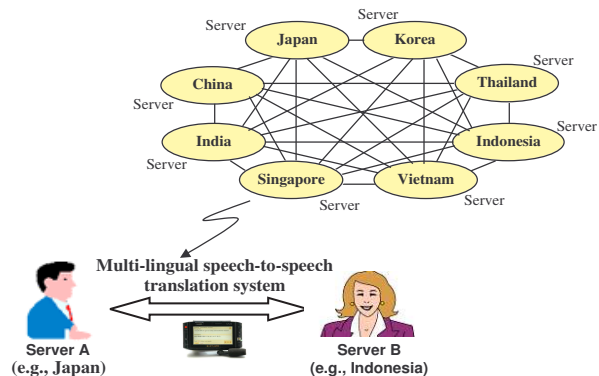 Server
Server
Japan
Korea
Server
Server
China
Thailand
Server
Server
India
Indonesia
Server
Singapore
Vietnam
Server
Server
Multi-lingual speech-to-speech
translation system
Server A
(e.g., Japan)
Server B
(e.g., Indonesia)